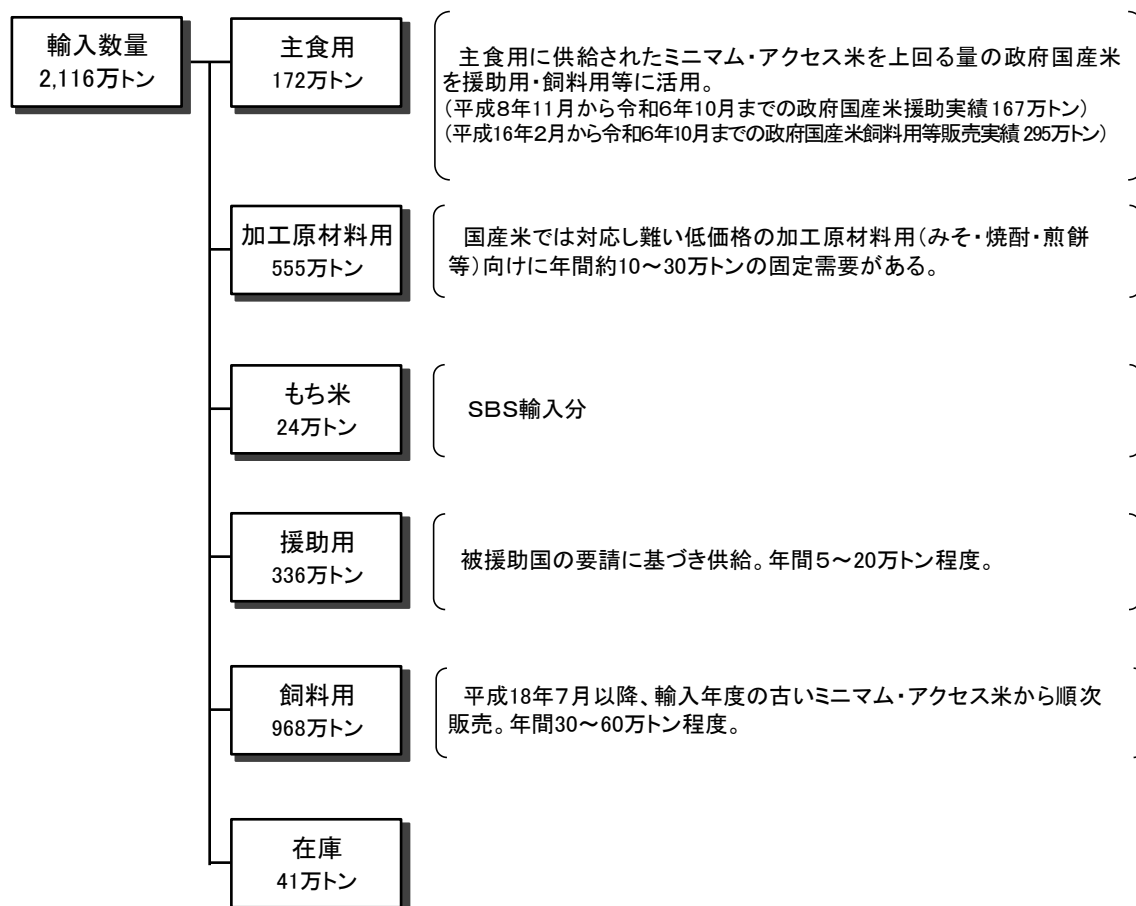 輸入数量
2,116万トン
主食用
172万トン
主食用に供給されたミニマム・アクセス米を上回る量の政府国産米
を援助用・飼料用等に活用。
(平成8年11月から令和6年10月までの政府国産米援助実績167万トン)
(平成16年2月から令和6年10月までの政府国産米飼料用等販売実績 295万トン)
加工原材料用
555万トン
国産米では対応し難い低価格の加工原材料用(みそ・焼酎・煎餅
等)向けに年間約10~30万トンの固定需要がある。
もち米
24万トン
SBS輸入分
援助用
336万トン
被援助国の要請に基づき供給。年間5~20万トン程度。
飼料用
968万トン
平成18年7月以降、輸入年度の古いミニマム・アクセス米から順次
販売。年間30~60万トン程度。
在庫
41万トン